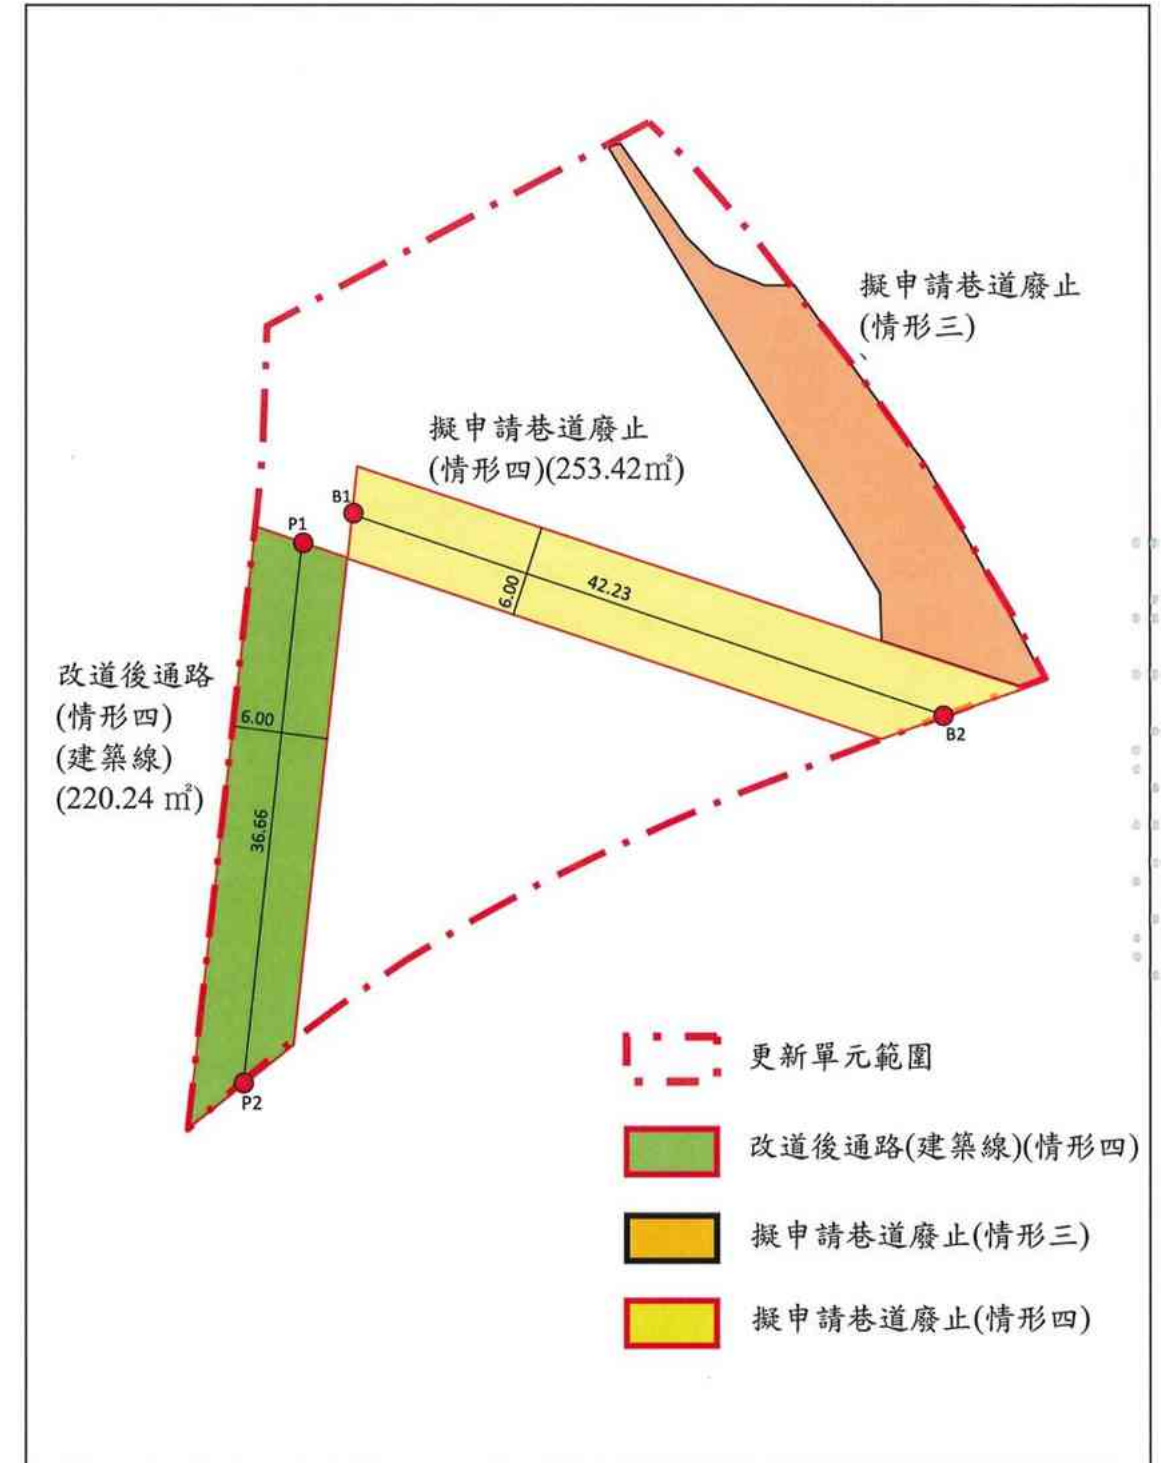 擬申請巷道廢止
(情形三)
擬申請巷道廢止
(情形四)(253.42㎡)
B1
P1
6.00
42.23
改道後通路
(情形四)
(建築線)
(220.24 ㎡)
6.00
36.66
B2
P2
更新單元範圍
改道後通路(建築線)(情形四)
擬申請巷道廢止(情形三)
擬申請巷道廢止(情形四)